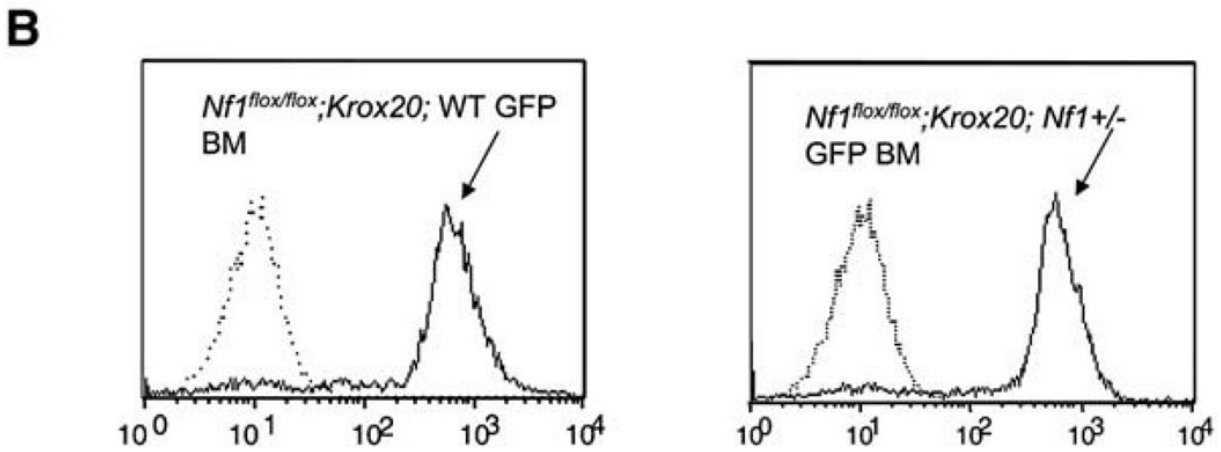 B
Nf1flox/flox;Krox20; WT GFP
BM
10^0 10^1 10^2 10^3 10^4
Nf1flox/flox;Krox20; Nf1+/-
GFP BM
10^0 10^1 10^2 10^3 10^4